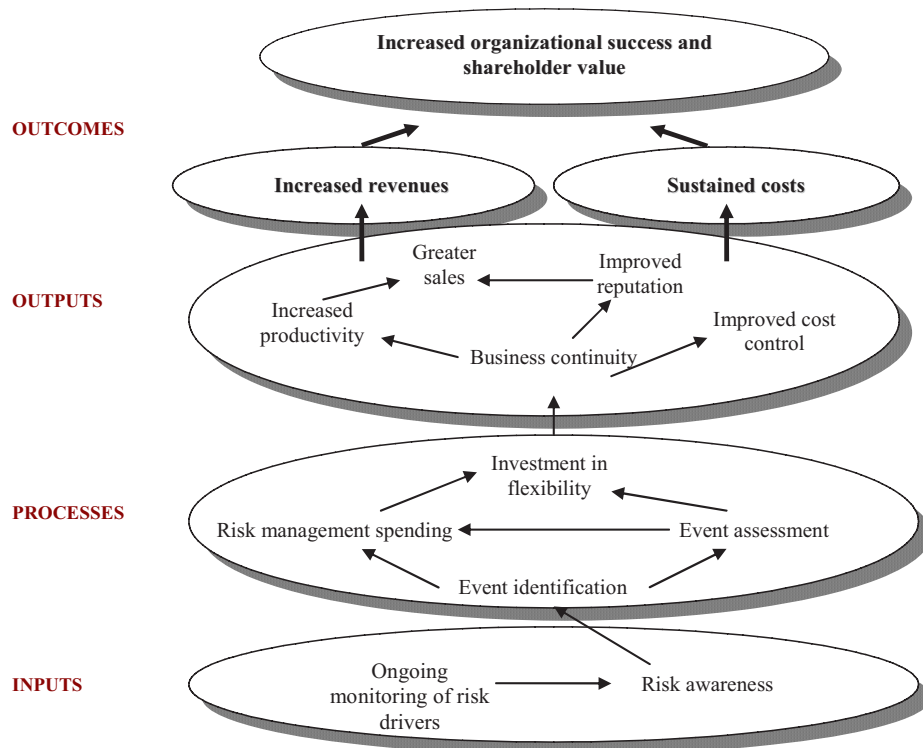 Increased organizational success and
shareholder value
OUTCOMES
Increased revenues
Sustained costs
Greater
sales
Improved
reputation
OUTPUTS
Increased
productivity
Improved cost
control
Business continuity
Investment in
flexibility
PROCESSES
Risk management spending
Event assessment
Event identification
INPUTS
Ongoing
monitoring of risk
drivers
Risk awareness